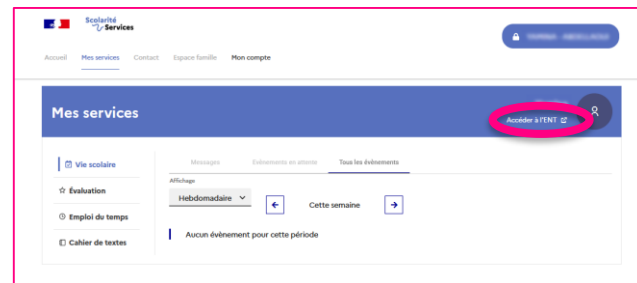 Scolarité
Services
Accueil Mes services Contact Espace famille Mon compte
Mes services
Accéder à l'ENT
Vie scolaire
Évaluation
Emploi du temps
Cahier de textes
Messages Evènements en attente Tous les évènements
Affichage
Hebdomadaire
Cette semaine
Aucun évènement pour cette période